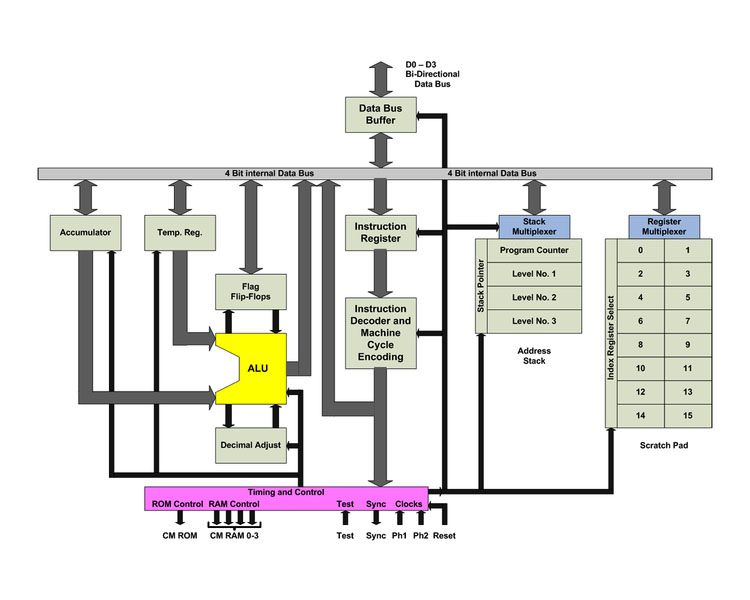 D0 – D3
Bi-Directional
Data Bus
Data Bus
Buffer
4 Bit internal Data Bus
4 Bit internal Data Bus
Accumulator
Temp. Reg.
Instruction
Register
Stack
Multiplexer
Register
Multiplexer
Flag
Flip-Flops
Instruction
Decoder and
Machine
Cycle
Encoding
Stack Pointer
Program Counter
Level No. 1
Level No. 2
Level No. 3
Address
Stack
Index Register Select
0 1
2 3
4 5
6 7
8 9
10 11
12 13
14 15
Scratch Pad
ALU
Decimal Adjust
Timing and Control
ROM Control RAM Control Test Sync Clocks
CM ROM CM RAM 0-3 Test Sync Ph1 Ph2 Reset